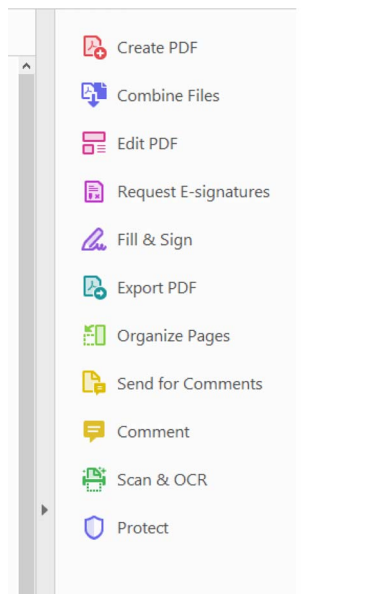 Create PDF
Combine Files
Edit PDF
Request E-signatures
Fill & Sign
Export PDF
Organize Pages
Send for Comments
Comment
Scan & OCR
Protect